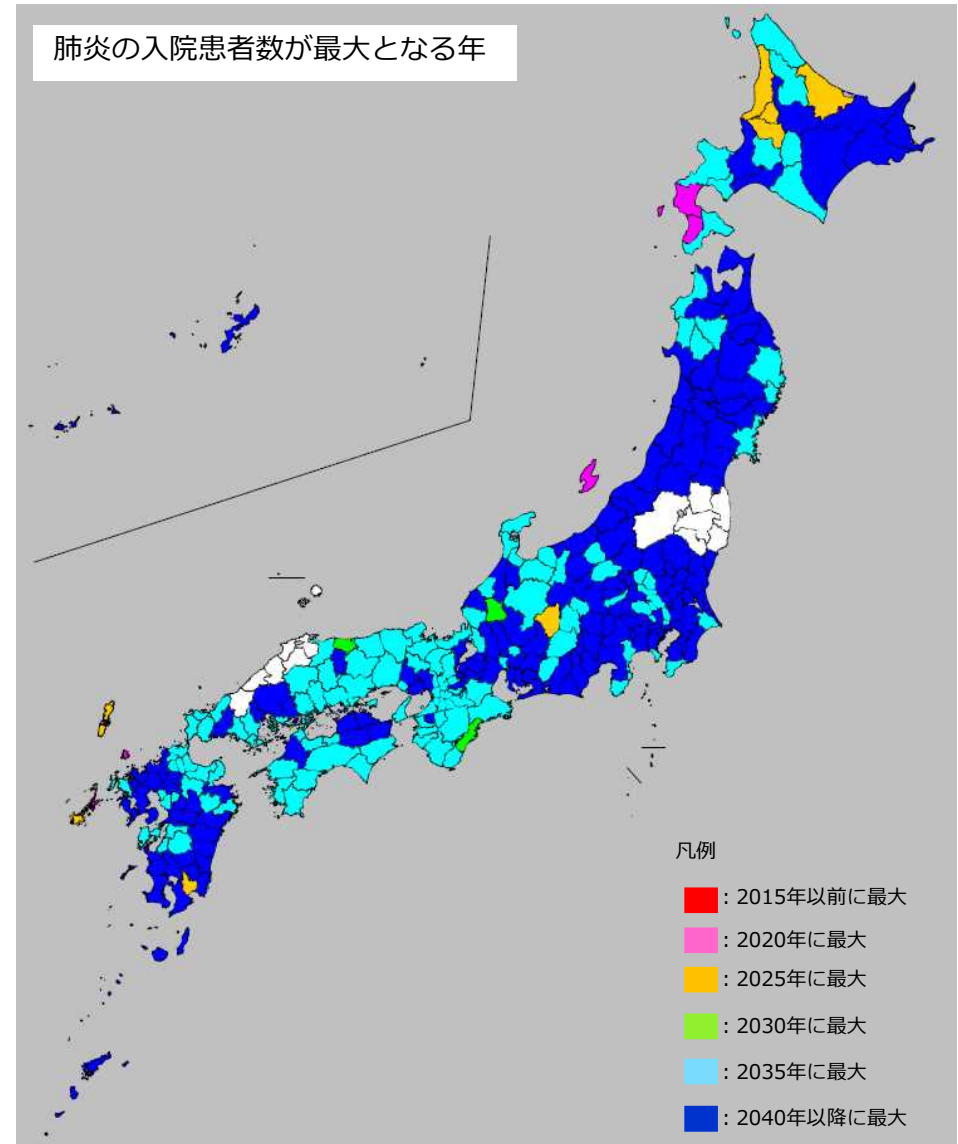 肺炎の入院患者数が最大となる年
凡例
：2015年以前に最大
：2020年に最大
：2025年に最大
：2030年に最大
：2035年に最大
：2040年以降に最大